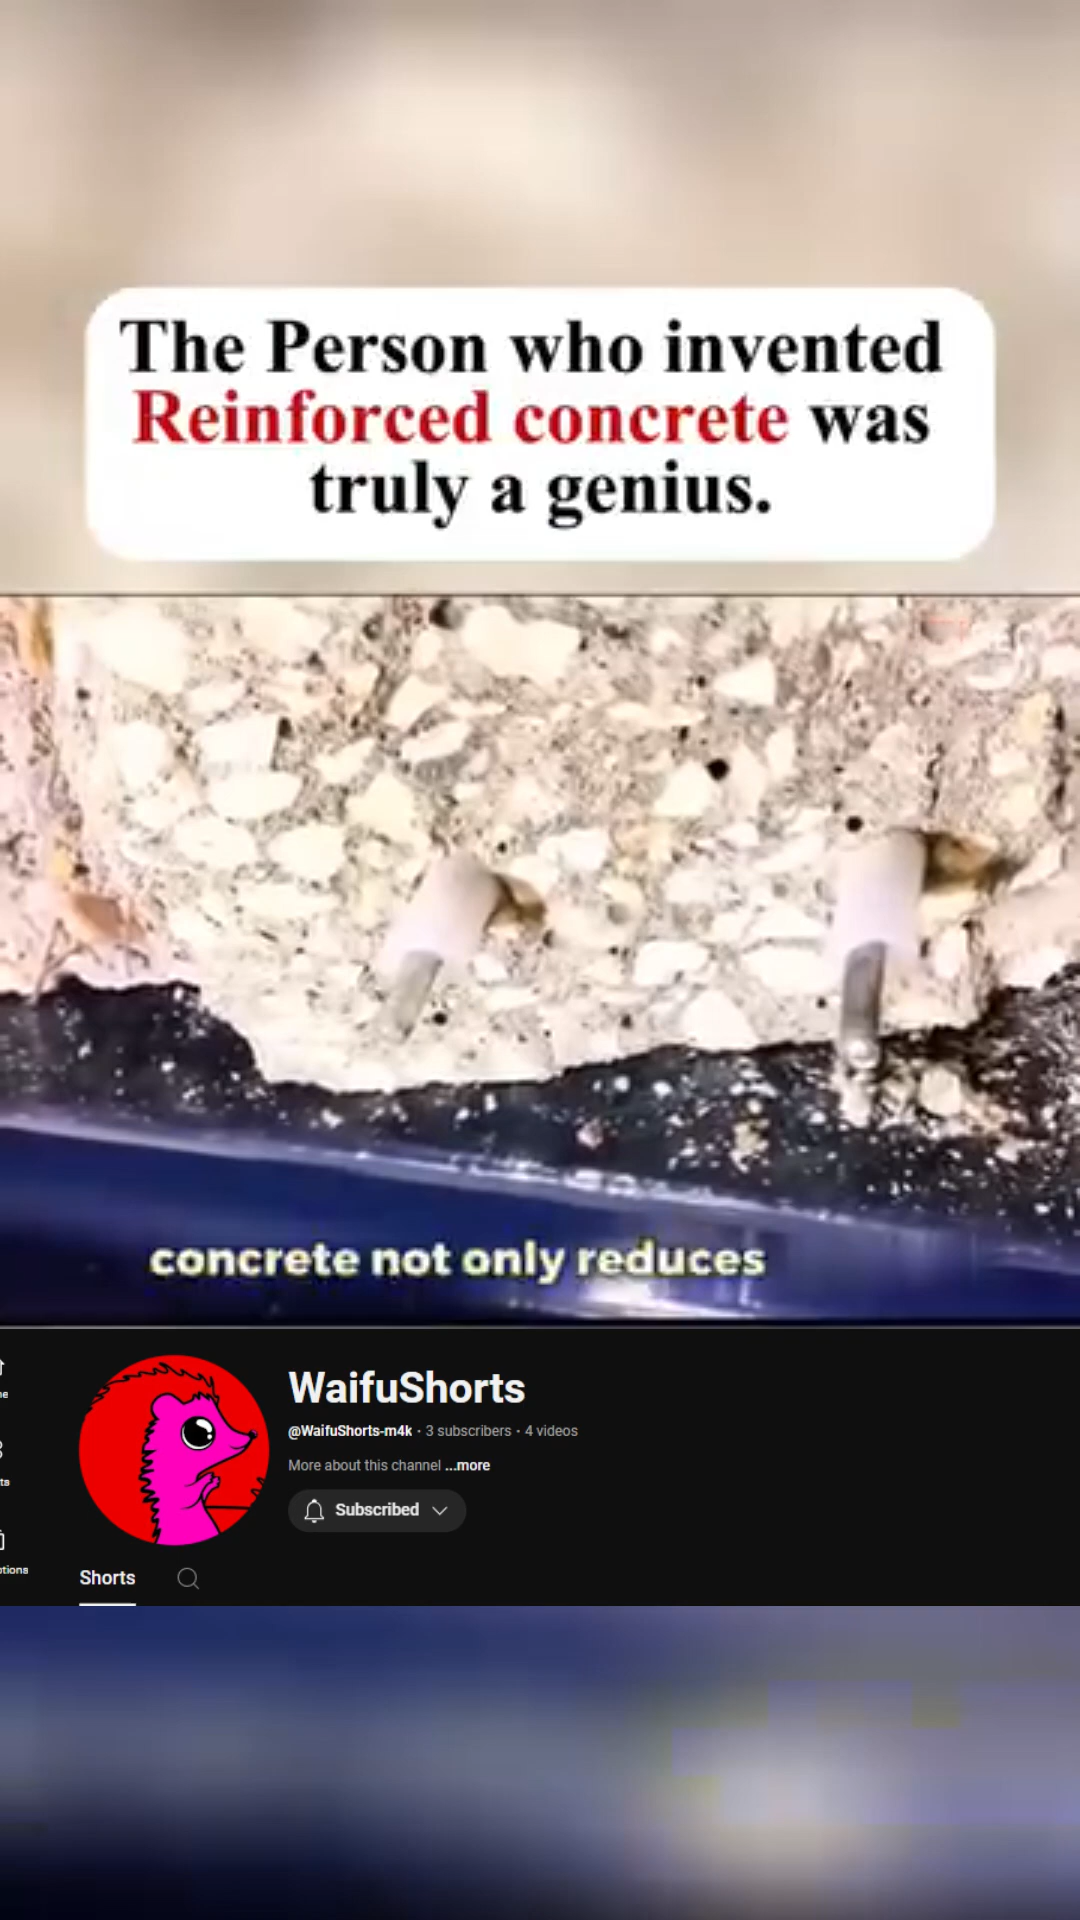 The Person who invented
Reinforced concrete was
truly a genius.
concrete not only reduces
WaifuShorts
@WaifuShorts-m4k · 3 subscribers · 4 videos
More about this channel ...more
Subscribed
Shorts